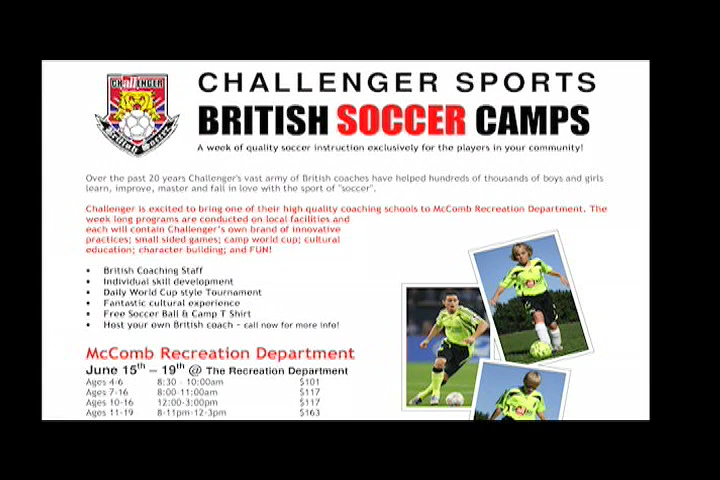 CHALLENGER
British Soccer
CHALLENGER SPORTS
BRITISH SOCCER CAMPS
A week of quality soccer instruction exclusively for the players in your community!
Over the past 20 years Challenger's vast army of British coaches have helped hundreds of thousands of boys and girls
learn, improve, master and fall in love with the sport of "soccer".
Challenger is excited to bring one of their high quality coaching schools to McComb Recreation Department. The
week long programs are conducted on local facilities and
each will contain Challenger's own brand of innovative
practices; small sided games; camp world cup; cultural
education; character building; and FUN!
• British Coaching Staff
• Individual skill development
• Daily World Cup style Tournament
• Fantastic cultural experience
• Free Soccer Ball & Camp T Shirt
• Host your own British coach - call now for more info!
McComb Recreation Department
June 15th – 19th @ The Recreation Department
Ages 4-6 8:30 - 10:00am $101
Ages 7-16 8:00-11:00am $117
Ages 10-16 12:00-3:00pm $117
Ages 11-19 8-11pm-12-3pm $163